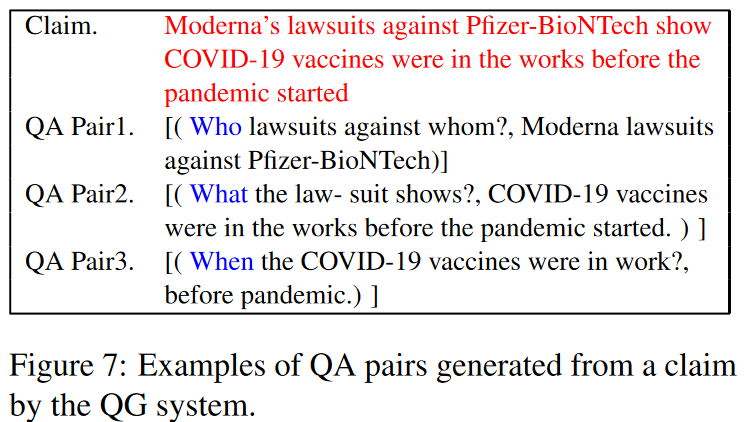 Claim. Moderna's lawsuits against Pfizer-BioNTech show
COVID-19 vaccines were in the works before the
pandemic started
QA Pair1. [( Who lawsuits against whom?, Moderna lawsuits
against Pfizer-BioNTech)]
QA Pair2. [( What the law- suit shows?, COVID-19 vaccines
were in the works before the pandemic started. ) ]
QA Pair3. [( When the COVID-19 vaccines were in work?,
before pandemic.) ]
Figure 7: Examples of QA pairs generated from a claim
by the QG system.